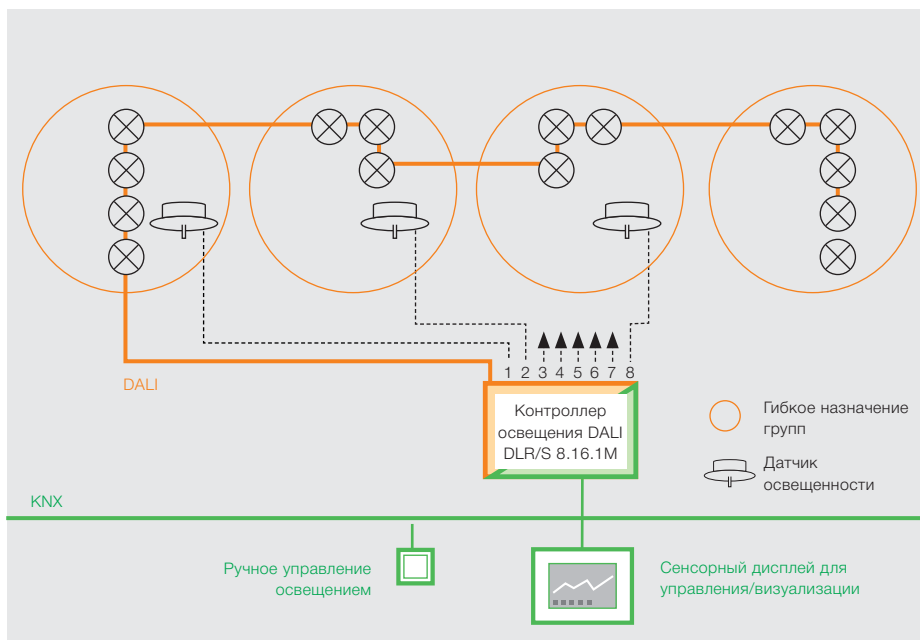 1 2 3 4 5 6 7 8
DALI
Контроллер
освещения DALI
DLR/S 8.16.1M
Гибкое назначение
групп
Датчик
освещенности
KNX
Ручное управление
освещением
Сенсорный дисплей для
управления/визуализации